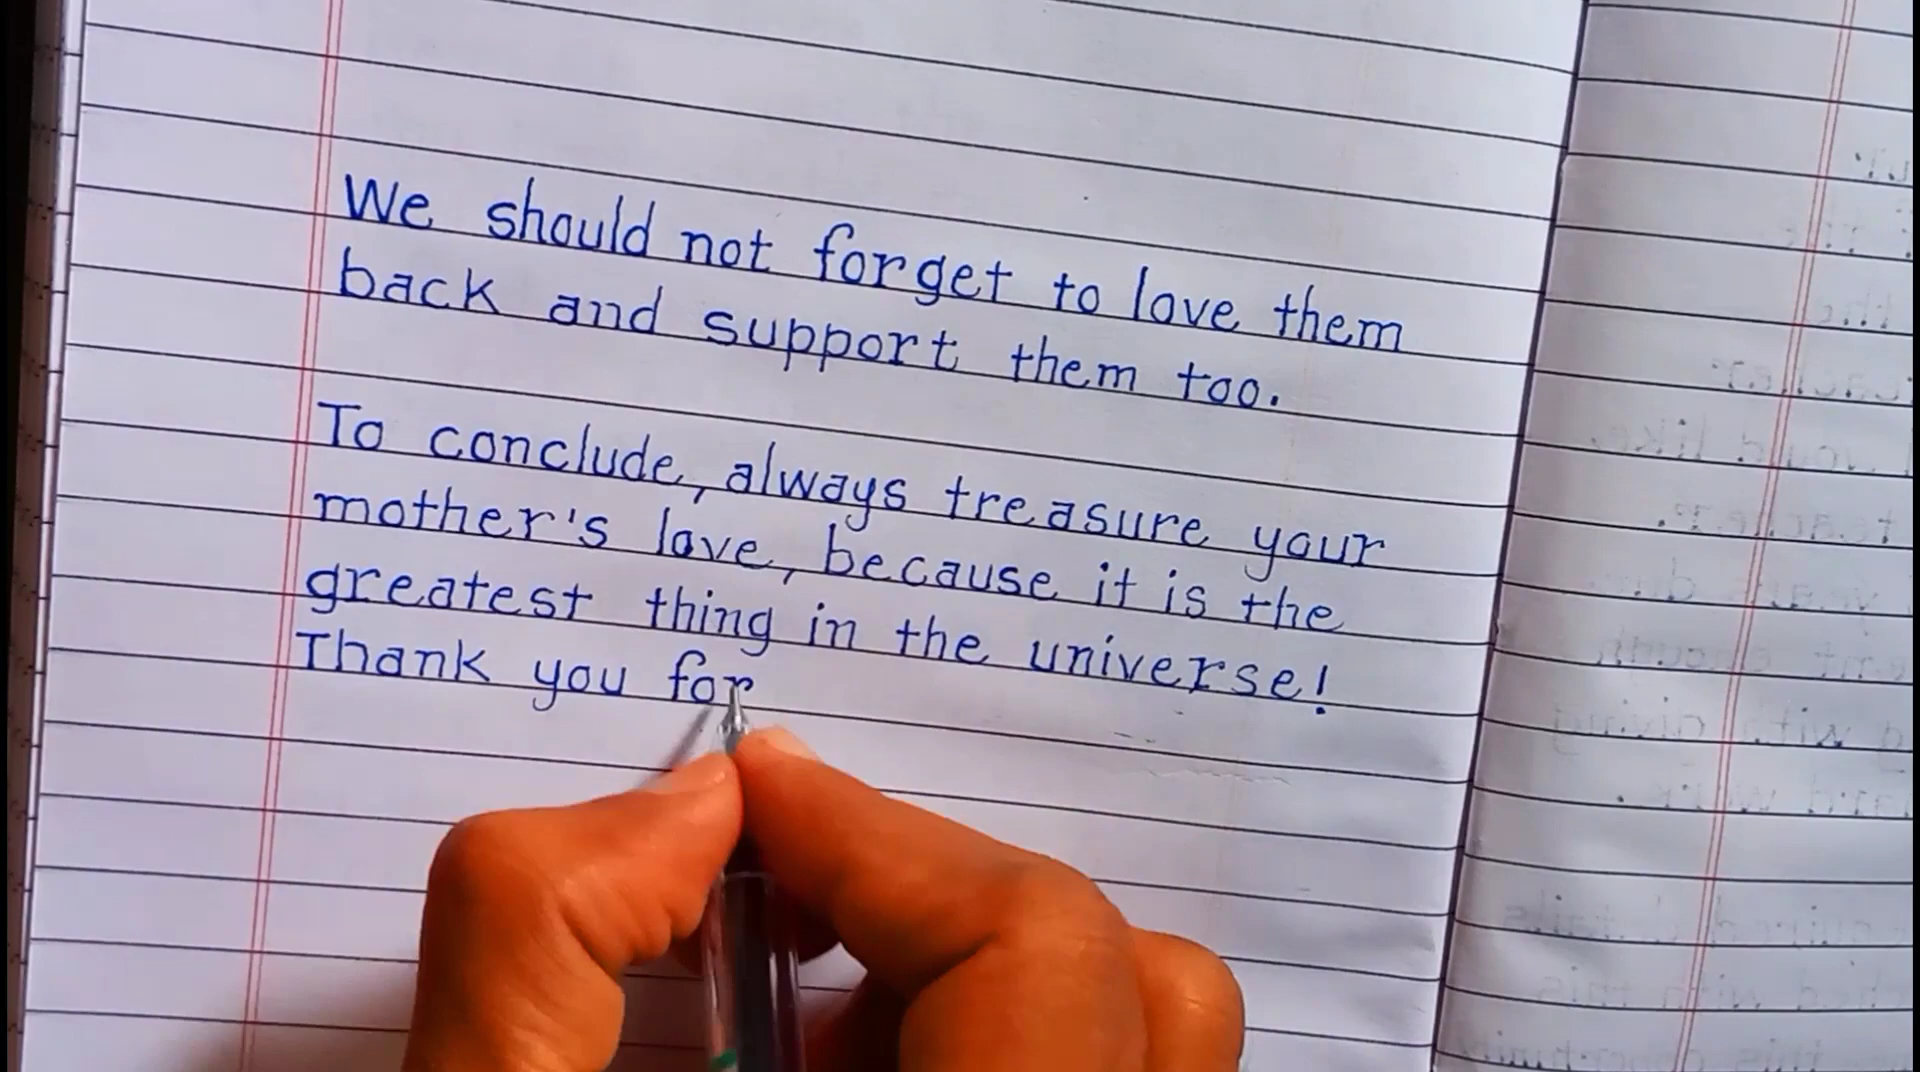 We should not forget to love them
back and support them too.
To conclude, always treasure your
mother's love, because it is the
greatest thing in the universe!
Thank you for